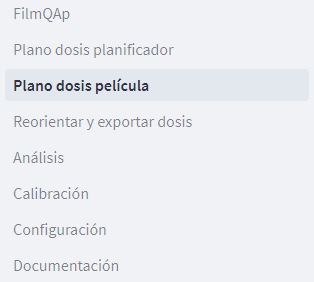 FilmQAp
Plano dosis planificador
Plano dosis película
Reorientar y exportar dosis
Análisis
Calibración
Configuración
Documentación